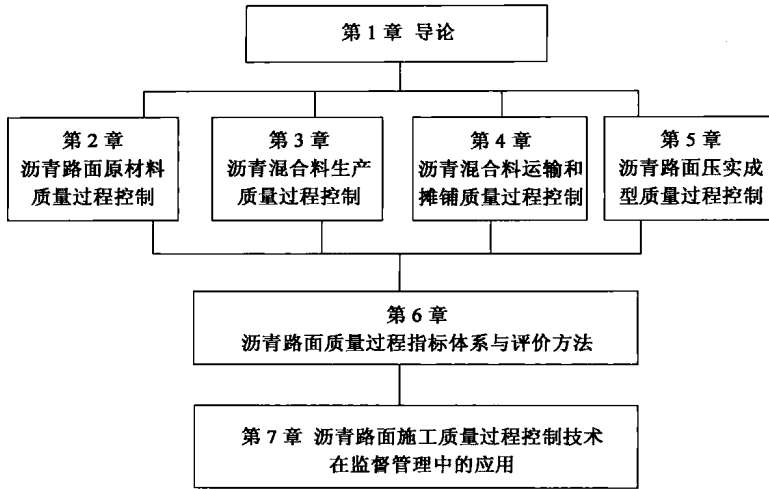 第1章 导论
第2章
沥青路面原材料
质量过程控制
第3章
沥青混合料生产
质量过程控制
第4章
沥青混合料运输和
摊铺质量过程控制
第5章
沥青路面压实成
型质量过程控制
第6章
沥青路面质量过程指标体系与评价方法
第7章 沥青路面施工质量过程控制技术
在监督管理中的应用